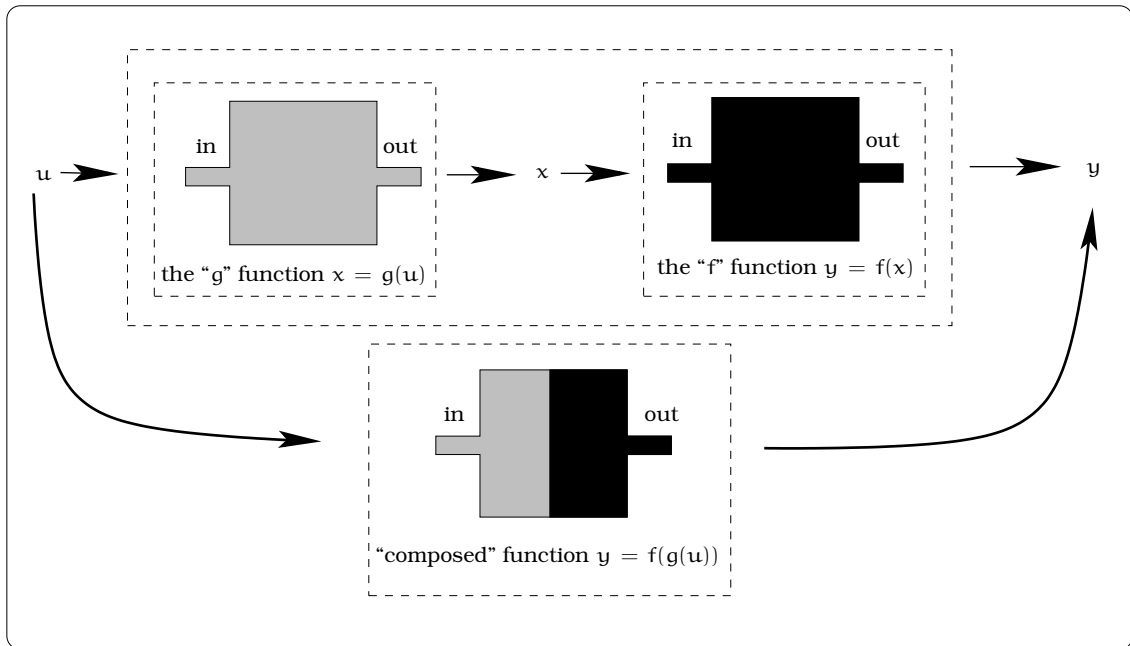 in
out
in
out
u
x
y
the “g” function x = g(u)
the “f” function y = f(x)
in
out
“composed” function y = f(g(u))